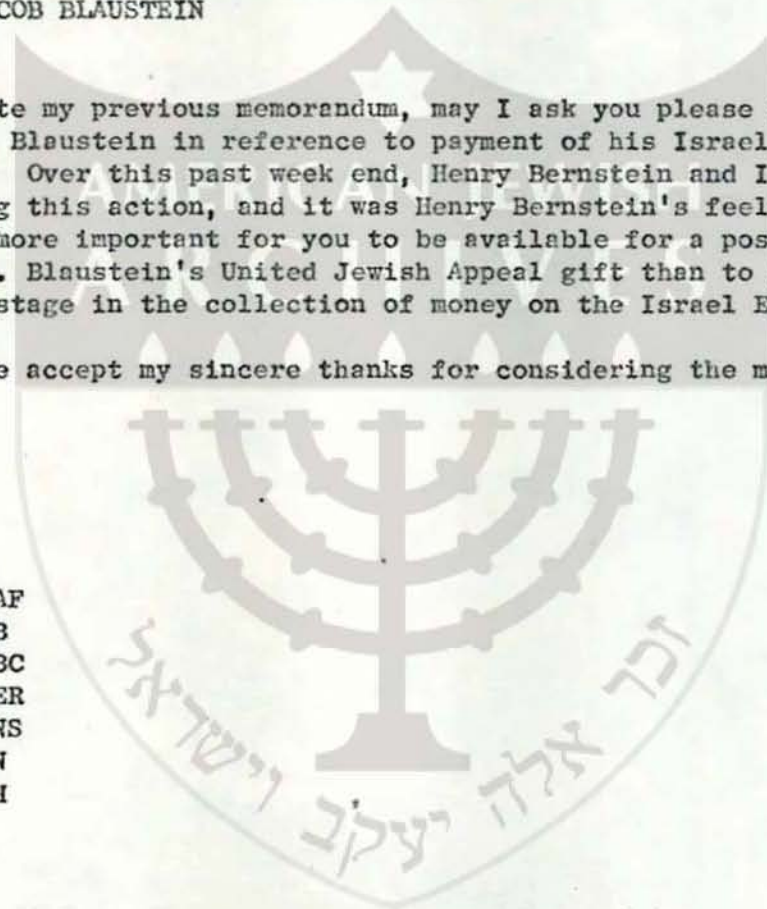 COB BLAUSTEIN
te my previous memorandum, may I ask you please
Blaustein in reference to payment of his Israel
Over this past week end, Henry Bernstein and I
g this action, and it was Henry Bernstein's feel
more important for you to be available for a pos
. Blaustein's United Jewish Appeal gift than to
stage in the collection of money on the Israel E
e accept my sincere thanks for considering the m
AMERICAN JEWISH
ARCHIVES
AF
B
BC
ER
NS
N
H
זכר אלה יעקב וישראל